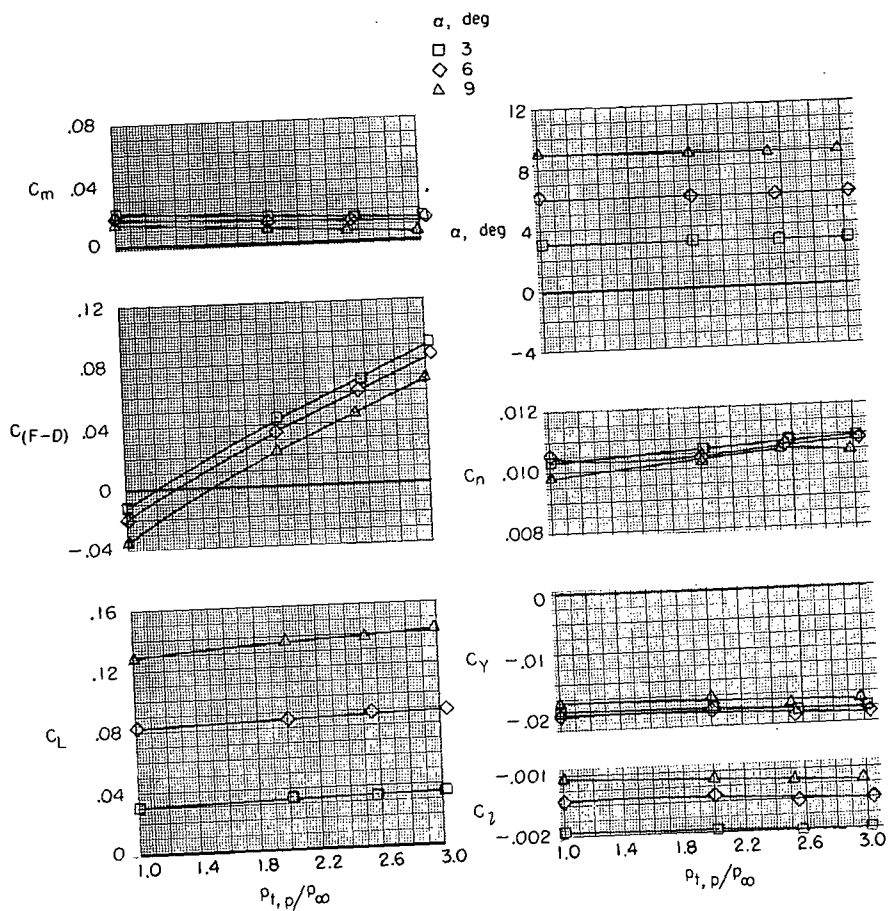 α, deg
□ 3
◇ 6
△ 9
.08
C_m .04
0
.12
.08
C_(F-D) .04
0
-.04
.16
.12
C_L .08
.04
0
1.0 1.4 1.8 2.2 2.6 3.0
p_t,p/p_∞
12
8
α, deg 4
0
-4
.012
C_n .010
.008
0
C_Y -.01
-.02
-.001
C_l
-.002
1.0 1.4 1.8 2.2 2.6 3.0
p_t,p/p_∞